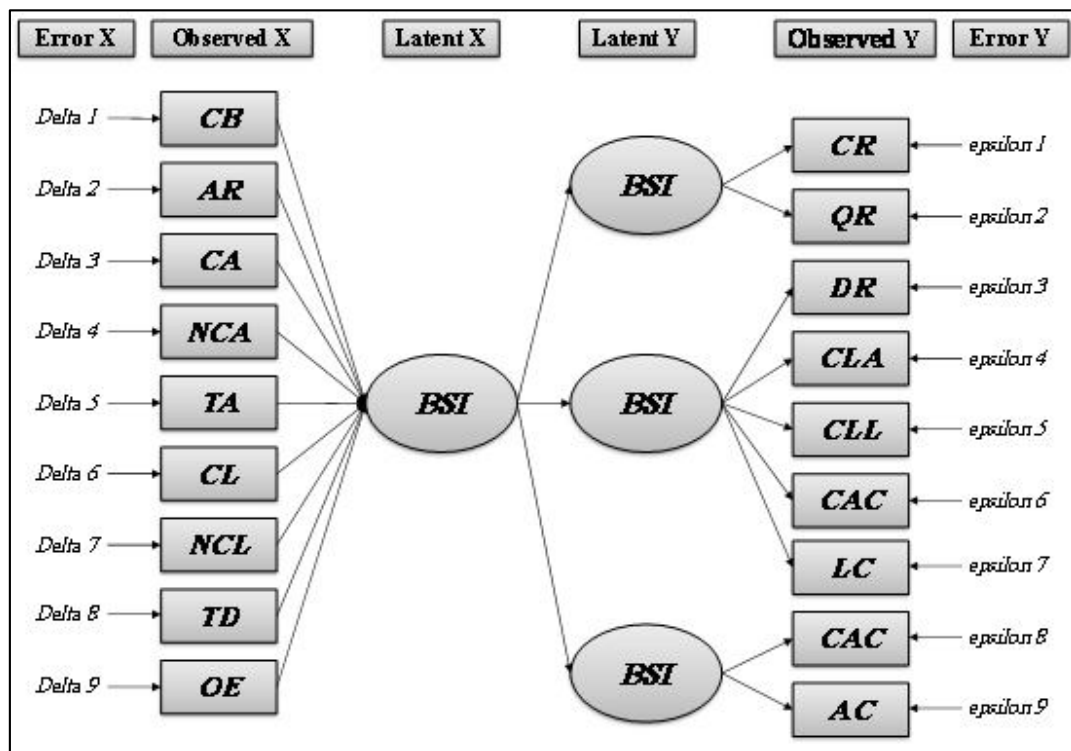 Error X
Observed X
Latent X
Latent Y
Observed Y
Error Y
Delta 1
CB
Delta 2
AR
Delta 3
CA
Delta 4
NCA
Delta 5
TA
Delta 6
CL
Delta 7
NCL
Delta 8
TD
Delta 9
OE
BSI
BSI
BSI
BSI
CR
epsilon 1
QR
epsilon 2
DR
epsilon 3
CLA
epsilon 4
CLL
epsilon 5
CAC
epsilon 6
LC
epsilon 7
CAC
epsilon 8
AC
epsilon 9